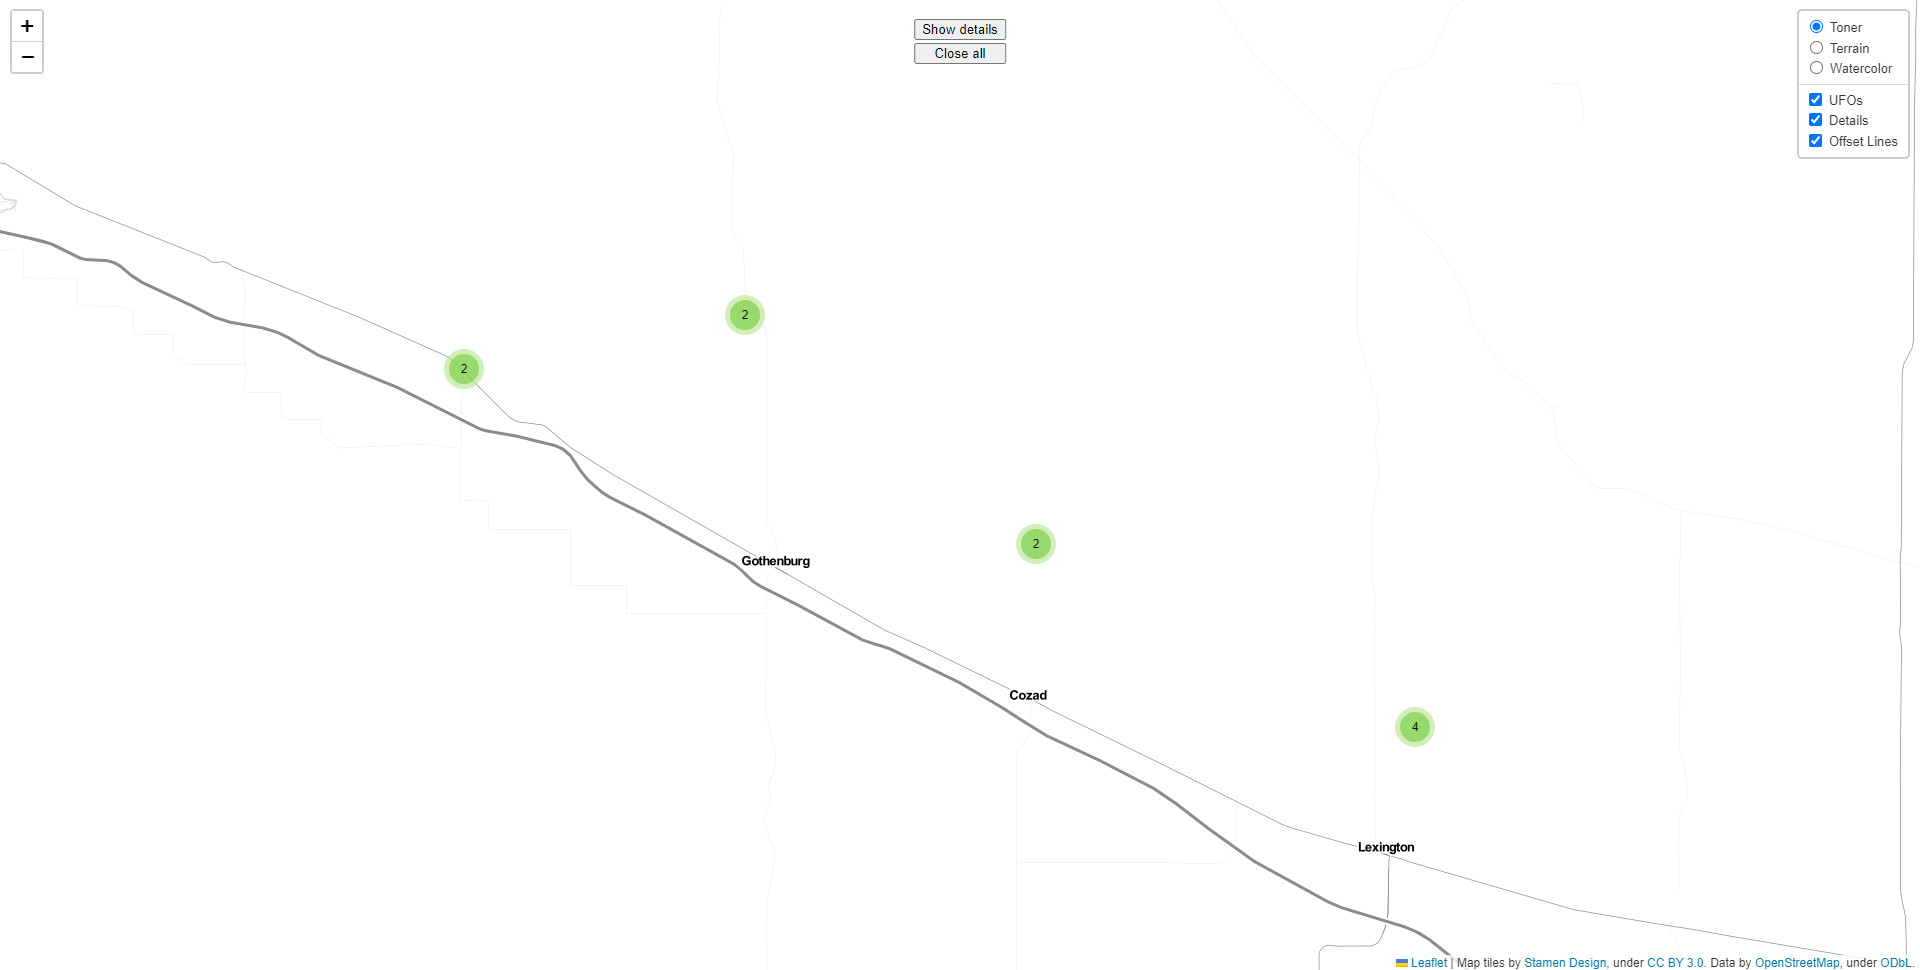 +
−
Show details
Close all
Toner
Terrain
Watercolor
UFOs
Details
Offset Lines
2
2
2
Gothenburg
Cozad
4
Lexington
Leaflet | Map tiles by Stamen Design, under CC BY 3.0. Data by OpenStreetMap, under ODbL.